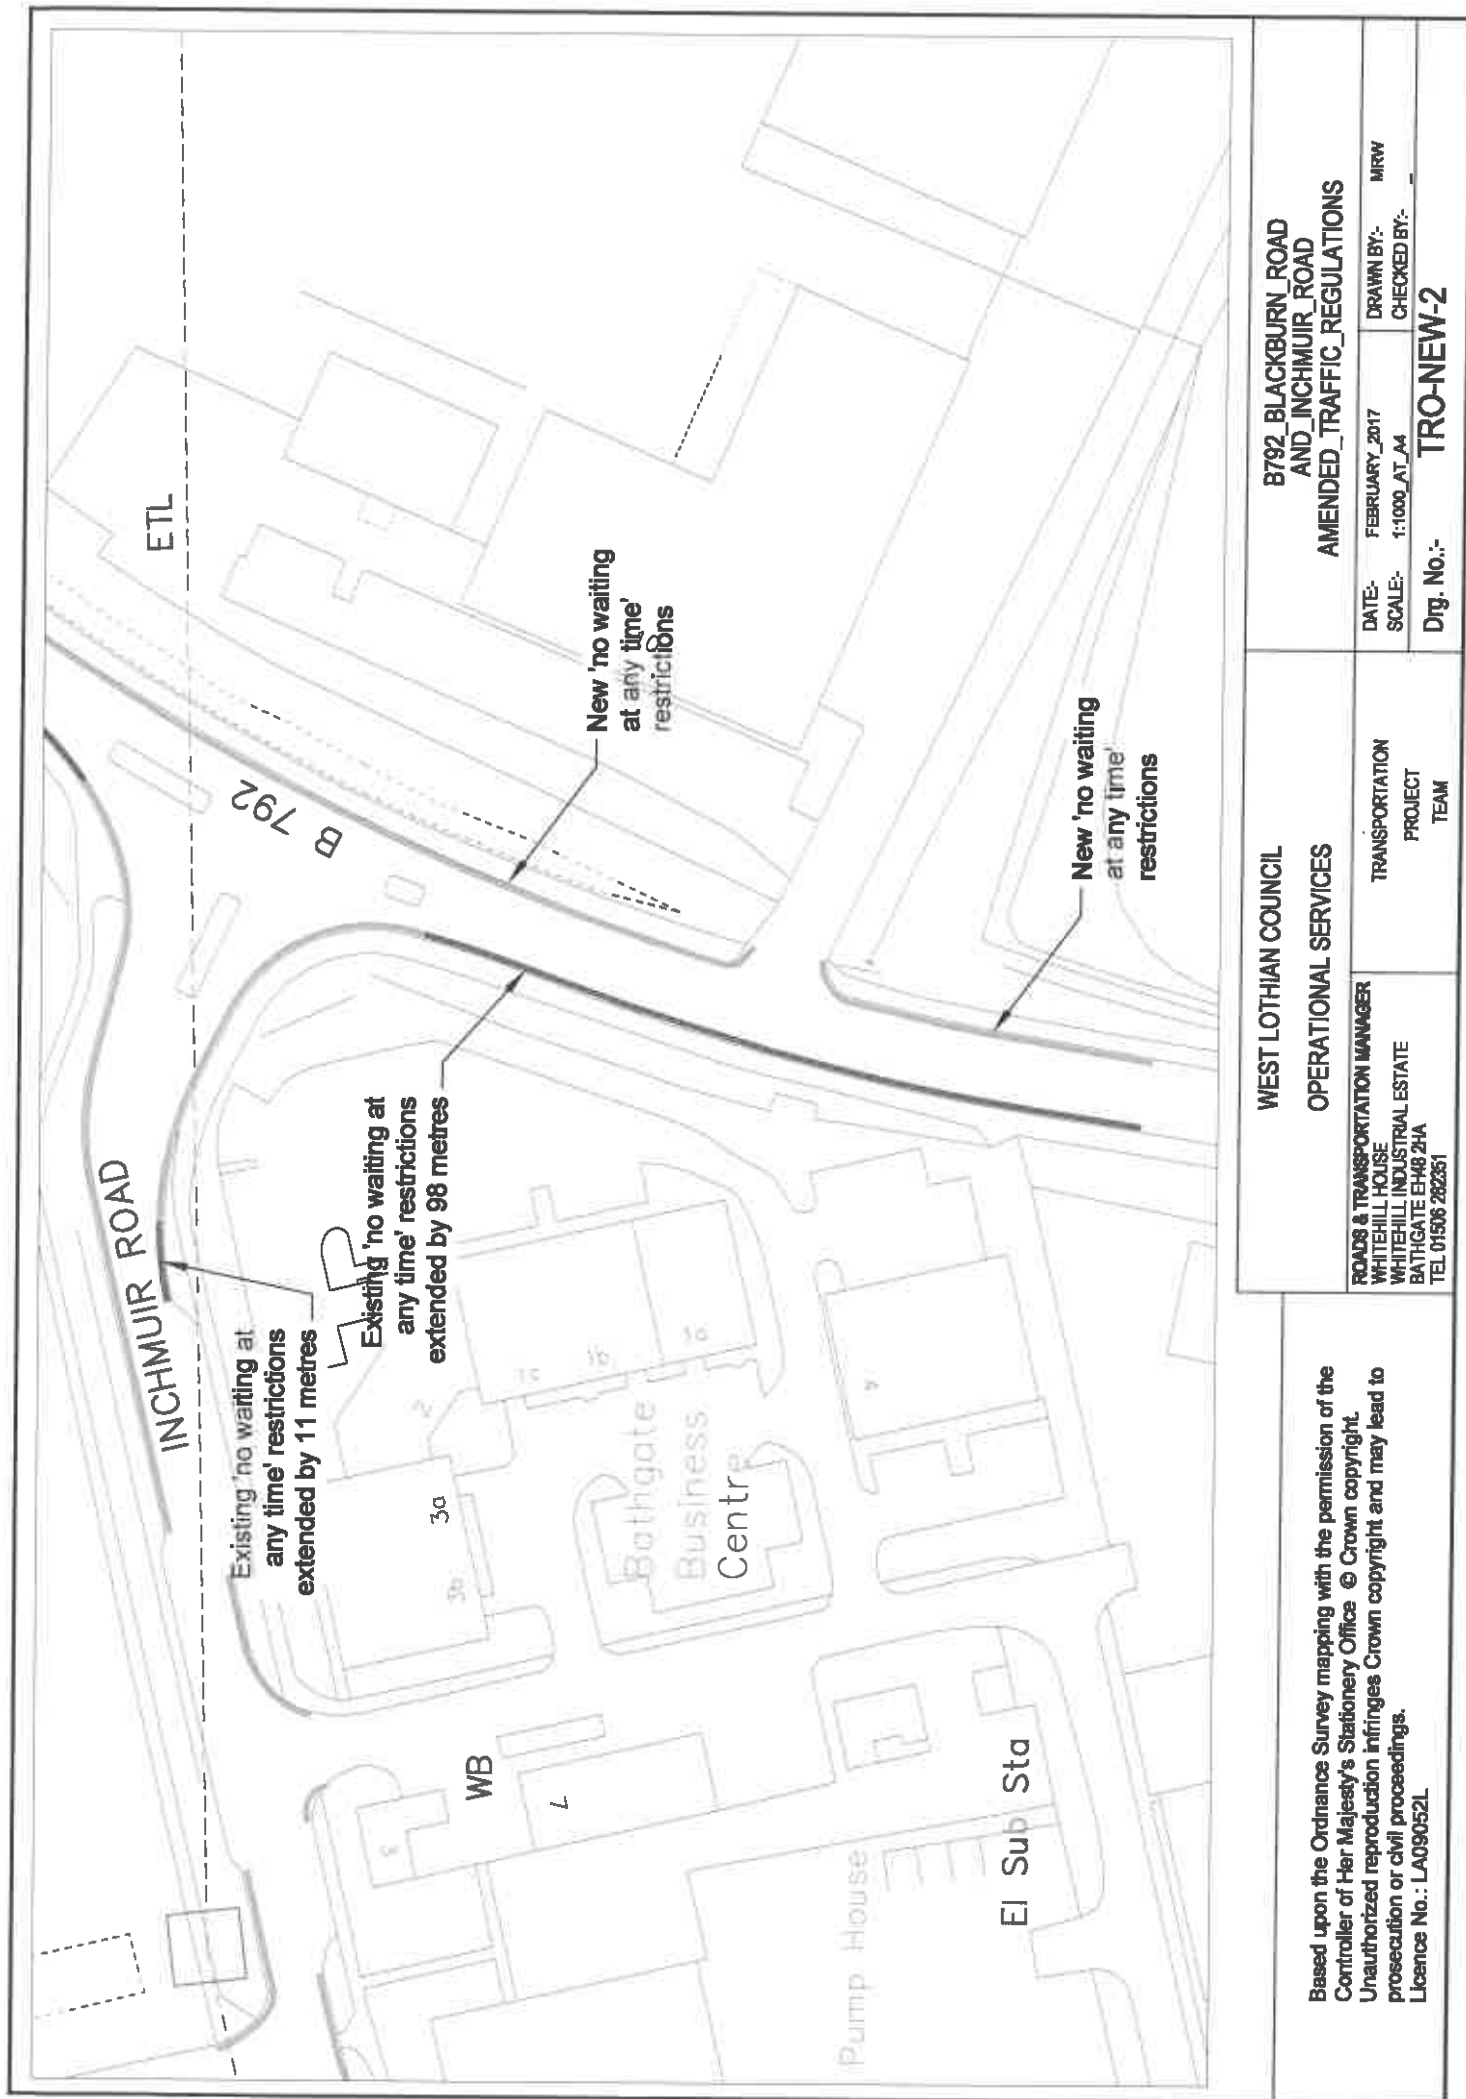 INCHMUIR ROAD
B 792
ETL
Existing 'no waiting at
any time' restrictions
extended by 11 metres
Existing 'no waiting at
any time' restrictions
extended by 98 metres
New 'no waiting
at any time'
restrictions
New 'no waiting
at any time'
restrictions
3a
3b
2
1c
1b
1a
4
Bathgate
Business
Centre
WB
3
7
Pump House
El Sub Sta
Based upon the Ordnance Survey mapping with the permission of the
Controller of Her Majesty's Stationery Office © Crown copyright.
Unauthorized reproduction infringes Crown copyright and may lead to
prosecution or civil proceedings.
Licence No.: LA09052L
WEST LOTHIAN COUNCIL
OPERATIONAL SERVICES
ROADS & TRANSPORTATION MANAGER
WHITEHILL HOUSE
WHITEHILL INDUSTRIAL ESTATE
BATHGATE EH48 2HA
TEL 01506 282351
TRANSPORTATION
PROJECT
TEAM
B792_BLACKBURN_ROAD
AND_INCHMUIR_ROAD
AMENDED_TRAFFIC_REGULATIONS
DATE:- FEBRUARY_2017
SCALE:- 1:1000_AT_A4
DRAWN BY:- MRW
CHECKED BY:- -
Drg. No.:- TRO-NEW-2